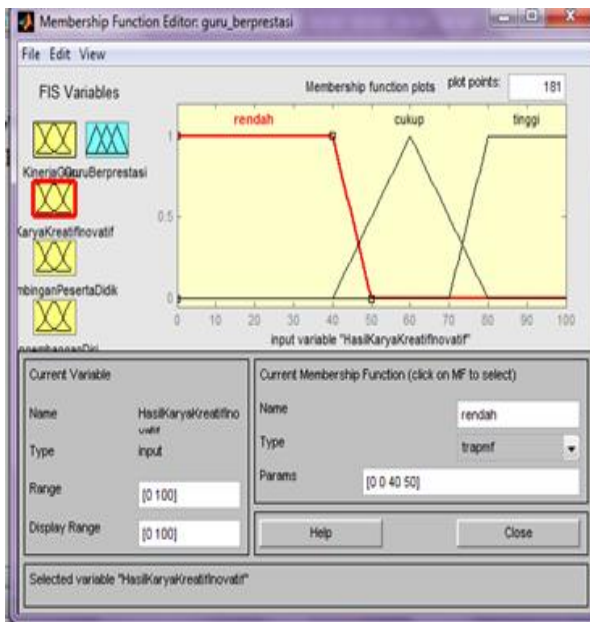 Membership Function Editor: guru_berprestasi
File Edit View
FIS Variables
Membership function plots
plot points:
181
rendah
cukup
tinggi
1
0.5
0
0 10 20 30 40 50 60 70 80 90 100
input variable "HasilKaryaKreatifInovatif"
GuruBerprestasi
KaryaKreatifInovatif
mbinganPesertaDidik
Current Variable
Name
HasilKaryaKreatifIno
vatif
Type
input
Range
[0 100]
Display Range
[0 100]
Current Membership Function (click on MF to select)
Name
rendah
Type
trapmf
Params
[0 0 40 50]
Help
Close
Selected variable "HasilKaryaKreatifInovatif"